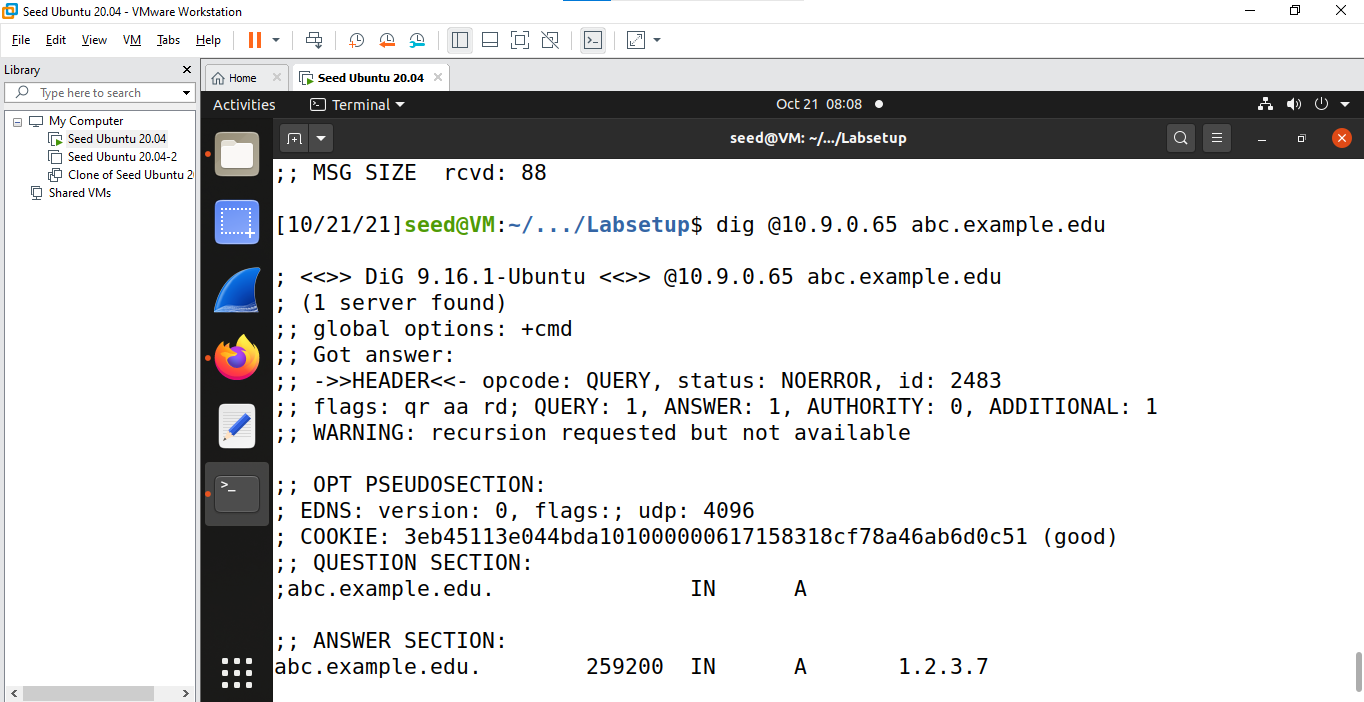 Seed Ubuntu 20.04 - VMware Workstation
File Edit View VM Tabs Help
Library
Type here to search
My Computer
Seed Ubuntu 20.04
Seed Ubuntu 20.04-2
Clone of Seed Ubuntu 2
Shared VMs
Home
Seed Ubuntu 20.04
Activities
Terminal
Oct 21 08:08
seed@VM: ~/.../Labsetup
;; MSG SIZE  rcvd: 88
[10/21/21]seed@VM:~/.../Labsetup$ dig @10.9.0.65 abc.example.edu
; <<>> DiG 9.16.1-Ubuntu <<>> @10.9.0.65 abc.example.edu
; (1 server found)
;; global options: +cmd
;; Got answer:
;; ->>HEADER<<- opcode: QUERY, status: NOERROR, id: 2483
;; flags: qr aa rd; QUERY: 1, ANSWER: 1, AUTHORITY: 0, ADDITIONAL: 1
;; WARNING: recursion requested but not available
;; OPT PSEUDOSECTION:
; EDNS: version: 0, flags:; udp: 4096
; COOKIE: 3eb45113e044bda101000000617158318cf78a46ab6d0c51 (good)
;; QUESTION SECTION:
;abc.example.edu. IN A
;; ANSWER SECTION:
abc.example.edu. 259200 IN A 1.2.3.7